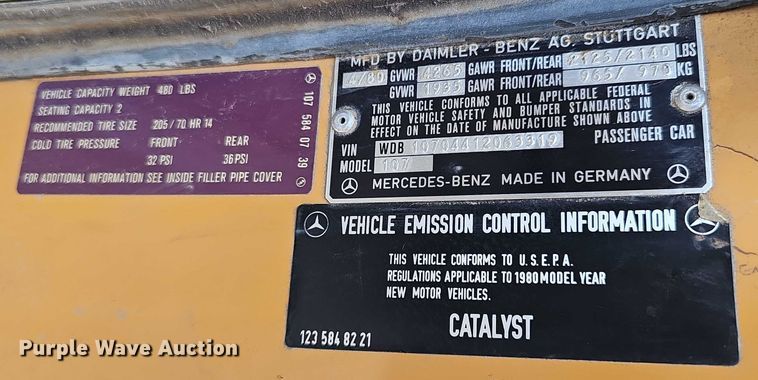 VEHICLE CAPACITY WEIGHT 480 LBS
SEATING CAPACITY 2
RECOMMENDED TIRE SIZE 205/70 HR 14
COLD TIRE PRESSURE FRONT REAR
32 PSI 36 PSI
FOR ADDITIONAL INFORMATION SEE INSIDE FILLER PIPE COVER
107 584 07 39
MFD BY DAIMLER-BENZ AG. STUTTGART
4/80 GVWR 4265 GAWR FRONT/REAR 2125/2140 LBS
GVWR 1935 GAWR FRONT/REAR 965/ 970 KG
THIS VEHICLE CONFORMS TO ALL APPLICABLE FEDERAL
MOTOR VEHICLE SAFETY AND BUMPER STANDARDS IN
EFFECT ON THE DATE OF MANUFACTURE SHOWN ABOVE
VIN WDB 10704412063319 PASSENGER CAR
MODEL 107
MERCEDES-BENZ MADE IN GERMANY
VEHICLE EMISSION CONTROL INFORMATION
THIS VEHICLE CONFORMS TO U.S.E.P.A.
REGULATIONS APPLICABLE TO 1980 MODEL YEAR
NEW MOTOR VEHICLES.
CATALYST
123 584 82 21
Purple Wave Auction